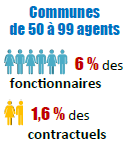 Communes
de 50 à 99 agents
6 % des
fonctionnaires
1,6 % des
contractuels